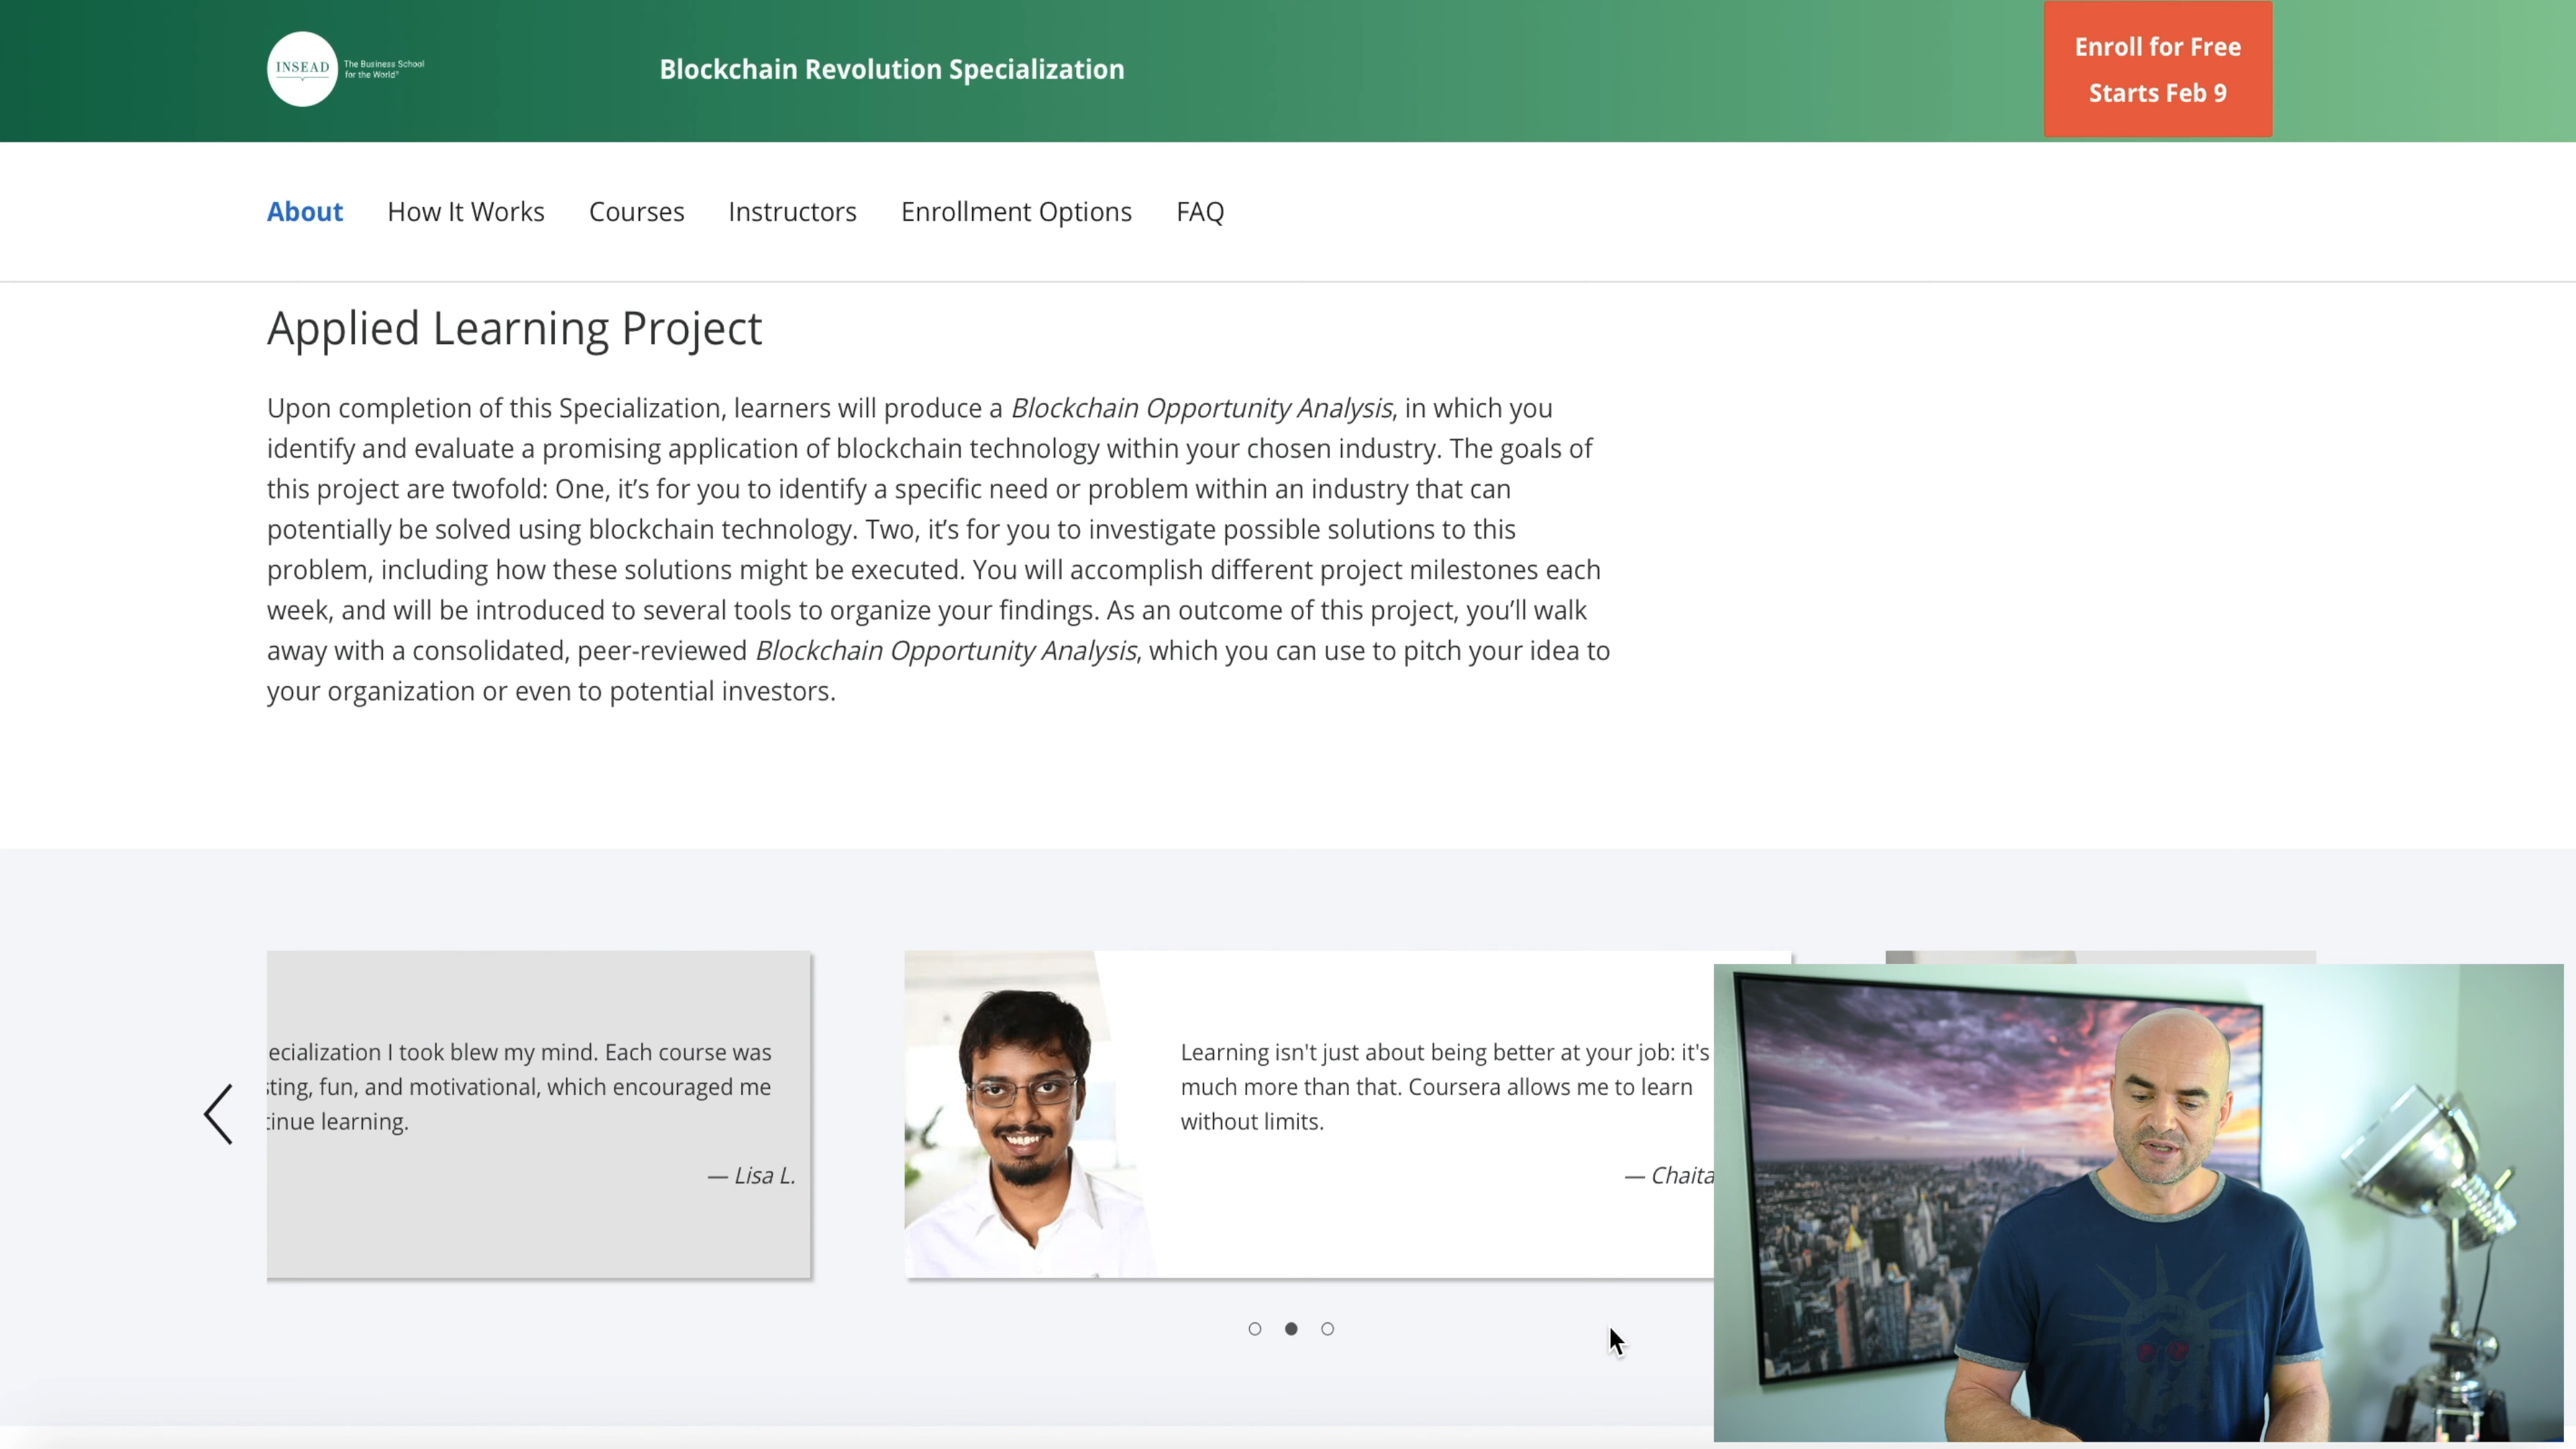 INSEAD
The Business School
for the World®
Blockchain Revolution Specialization
Enroll for Free
Starts Feb 9
About How It Works Courses Instructors Enrollment Options FAQ
Applied Learning Project
Upon completion of this Specialization, learners will produce a Blockchain Opportunity Analysis, in which you
identify and evaluate a promising application of blockchain technology within your chosen industry. The goals of
this project are twofold: One, it’s for you to identify a specific need or problem within an industry that can
potentially be solved using blockchain technology. Two, it’s for you to investigate possible solutions to this
problem, including how these solutions might be executed. You will accomplish different project milestones each
week, and will be introduced to several tools to organize your findings. As an outcome of this project, you’ll walk
away with a consolidated, peer-reviewed Blockchain Opportunity Analysis, which you can use to pitch your idea to
your organization or even to potential investors.
ecialization I took blew my mind. Each course was
sting, fun, and motivational, which encouraged me
tinue learning.
— Lisa L.
Learning isn't just about being better at your job: it's
much more than that. Coursera allows me to learn
without limits.
— Chaita